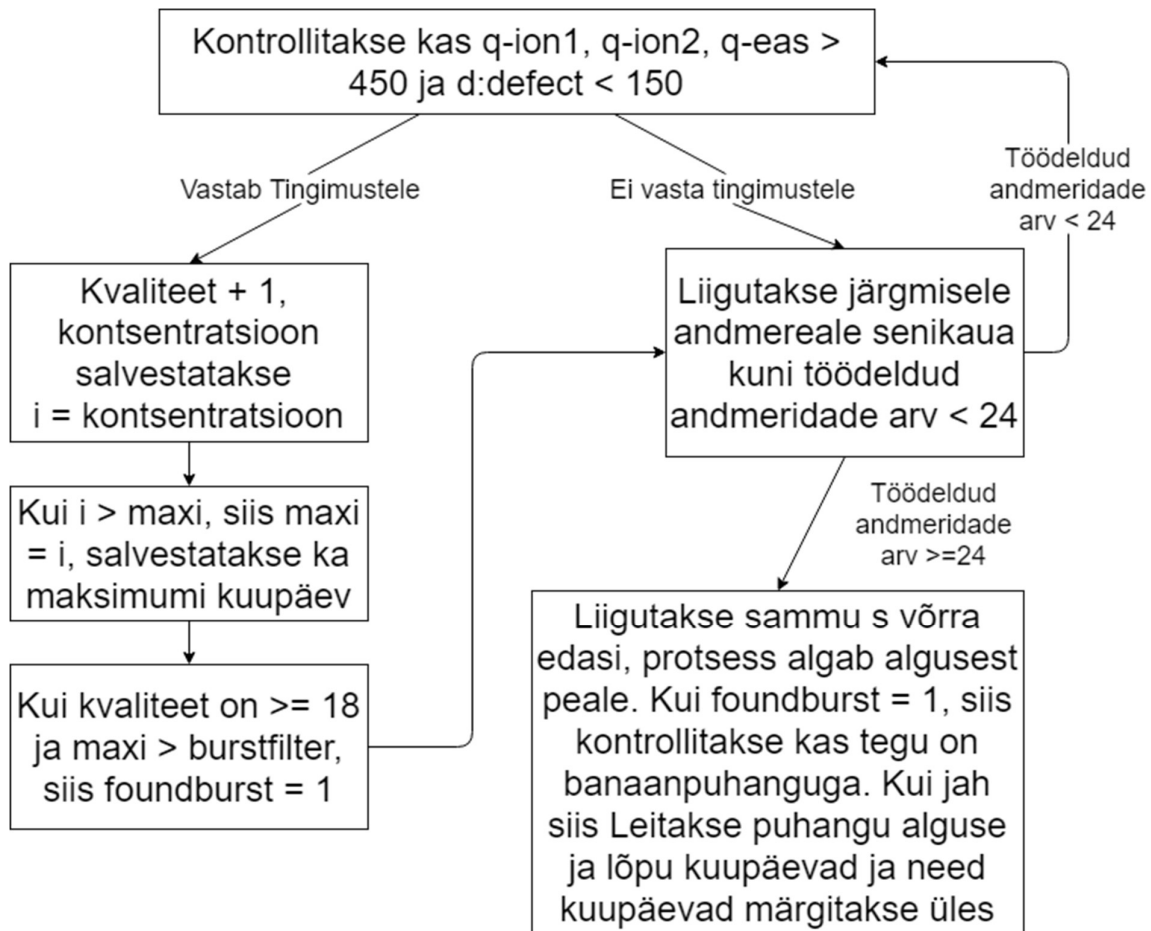 Kontrollitakse kas q-ion1, q-ion2, q-eas >
450 ja d:defect < 150
Vastab Tingimustele
Ei vasta tingimustele
Töödeldud
andmeridade
arv < 24
Kvaliteet + 1,
kontsentratsioon
salvestatakse
i = kontsentratsioon
Liigutakse järgmisele
andmereale senikaua
kuni töödeldud
andmeridade arv < 24
Kui i > maxi, siis maxi
= i, salvestatakse ka
maksimumi kuupäev
Töödeldud
andmeridade
arv >=24
Kui kvaliteet on >= 18
ja maxi > burstfilter,
siis foundburst = 1
Liigutakse sammu s võrra
edasi, protsess algab algusest
peale. Kui foundburst = 1, siis
kontrollitakse kas tegu on
banaanpuhanguga. Kui jah
siis Leitakse puhangu alguse
ja lõpu kuupäevad ja need
kuupäevad märgitakse üles